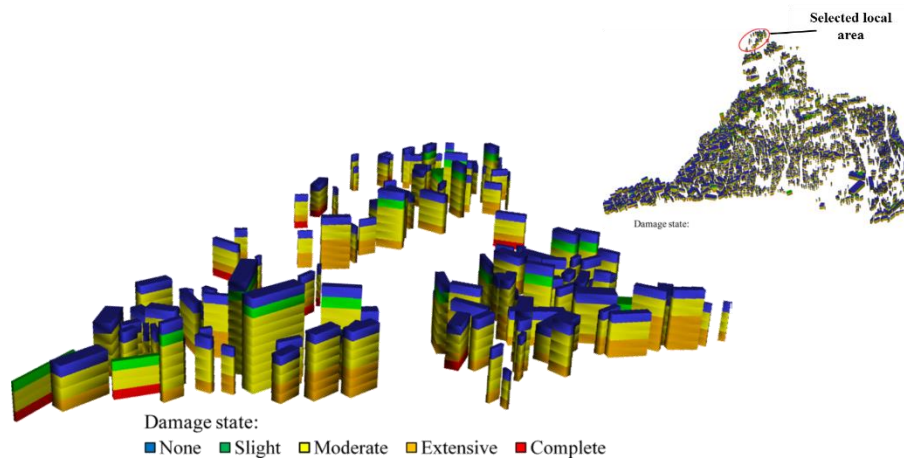 Selected local
area
Damage state:
Damage state:
None Slight Moderate Extensive Complete